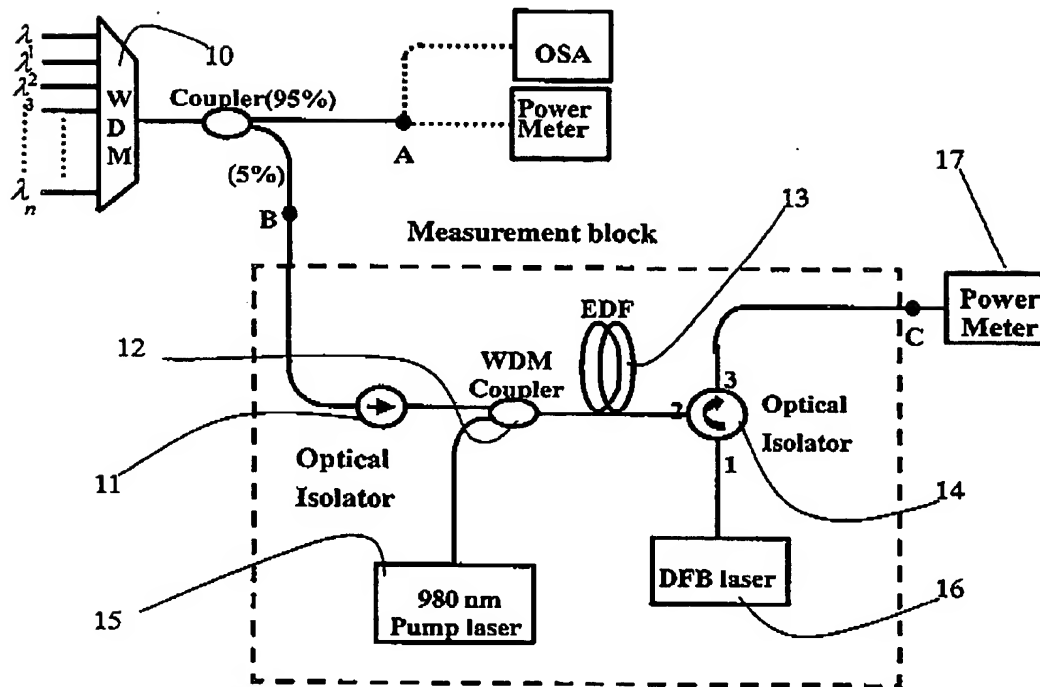 λ
λ1
λ2
3
λn
10
W
D
M
Coupler(95%)
(5%)
A
B
OSA
Power
Meter
Measurement block
17
13
Power
Meter
C
EDF
12
WDM
Coupler
3
2
1
Optical
Isolator
Optical
Isolator
11
14
15
980 nm
Pump laser
DFB laser
16